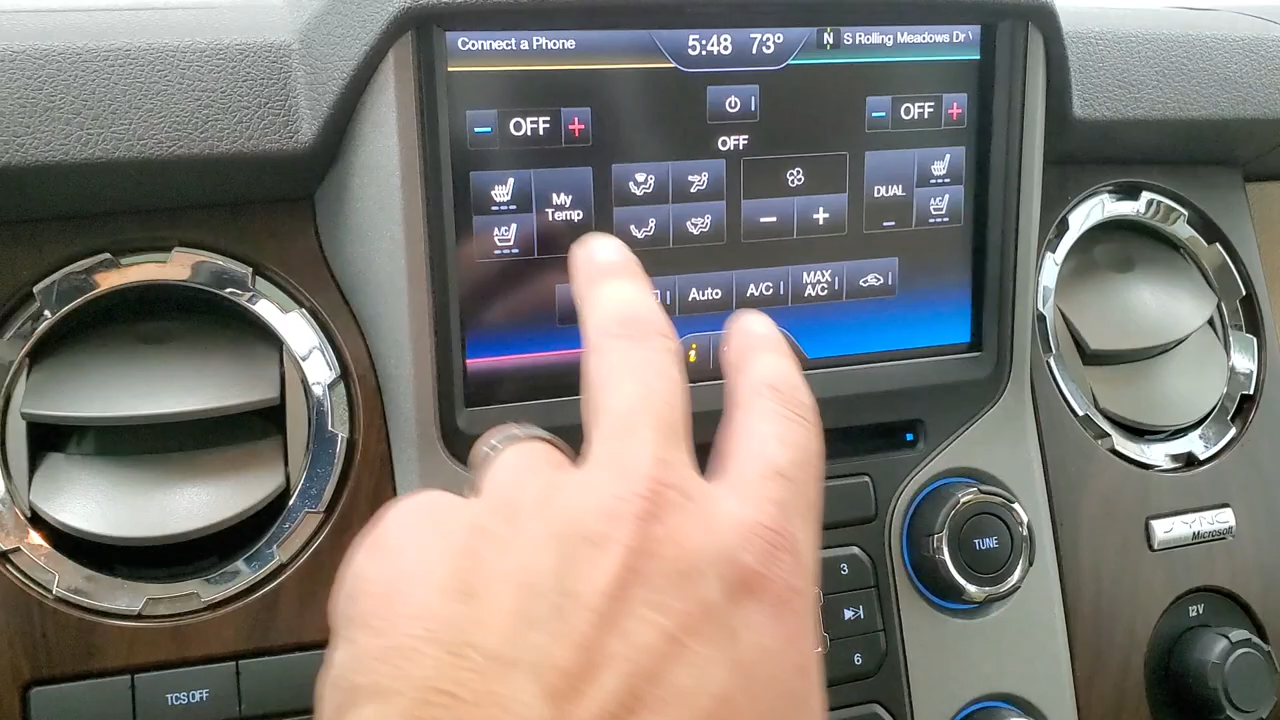 Connect a Phone
5:48 73°
N S Rolling Meadows Dr
OFF
OFF
OFF
My
Temp
A/C
DUAL
A/C
Auto
A/C
MAX
A/C
i
TUNE
SYNC
Microsoft
3
6
12V
TCS OFF